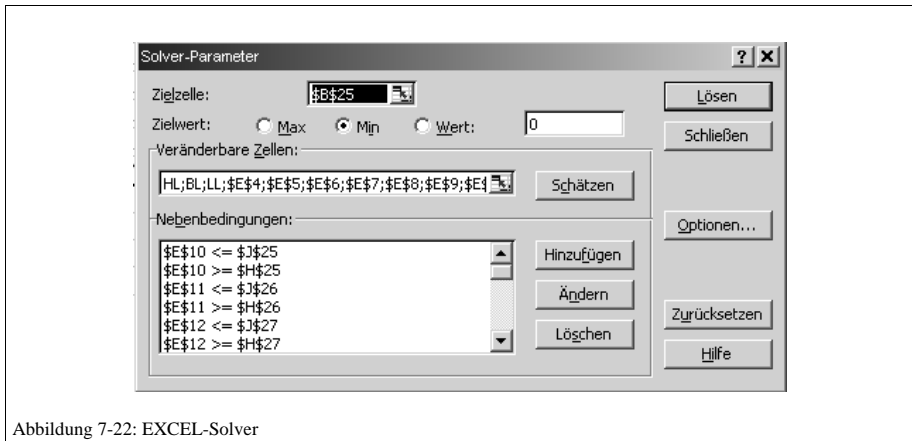 Solver-Parameter
Zielzelle: $B$25
Zielwert: Max Min Wert: 0
Veränderbare Zellen:
HL;BL;LL;$E$4;$E$5;$E$6;$E$7;$E$8;$E$9;$E$
Schätzen
Nebenbedingungen:
$E$10 <= $J$25
$E$10 >= $H$25
$E$11 <= $J$26
$E$11 >= $H$26
$E$12 <= $J$27
$E$12 >= $H$27
Hinzufügen
Ändern
Löschen
Lösen
Schließen
Optionen...
Zurücksetzen
Hilfe
Abbildung 7-22: EXCEL-Solver